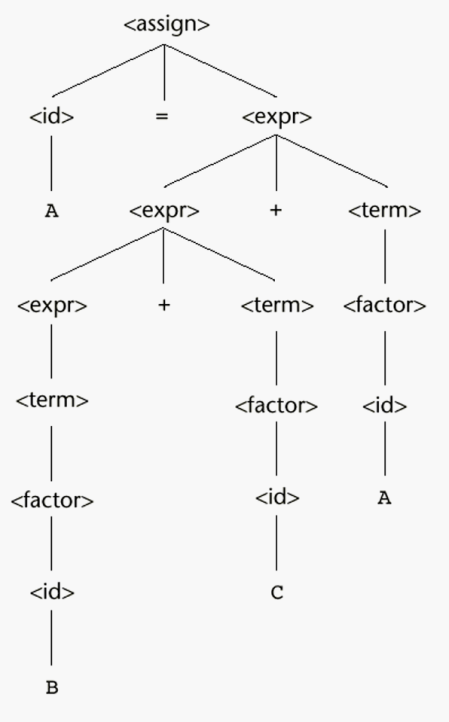 <assign>
<id> = <expr>
A <expr> + <term>
<expr> + <term> <factor>
<term> <factor> <id>
<factor> <id> A
<id> C
B